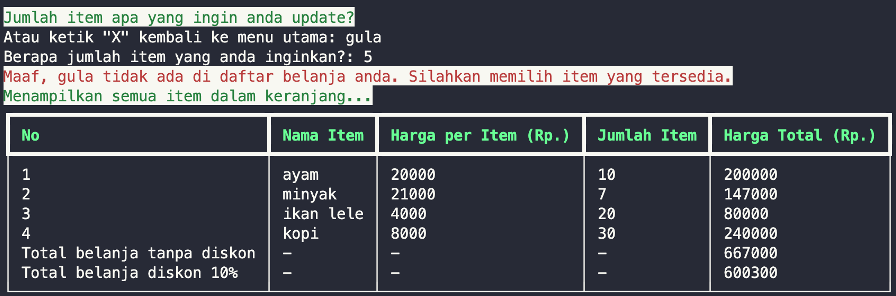 Jumlah item apa yang ingin anda update?
Atau ketik "X" kembali ke menu utama: gula
Berapa jumlah item yang anda inginkan?: 5
Maaf, gula tidak ada di daftar belanja anda. Silahkan memilih item yang tersedia.
Menampilkan semua item dalam keranjang...
No Nama Item Harga per Item (Rp.) Jumlah Item Harga Total (Rp.)
1 ayam 20000 10 200000
2 minyak 21000 7 147000
3 ikan lele 4000 20 80000
4 kopi 8000 30 240000
Total belanja tanpa diskon – – – 667000
Total belanja diskon 10% – – – 600300